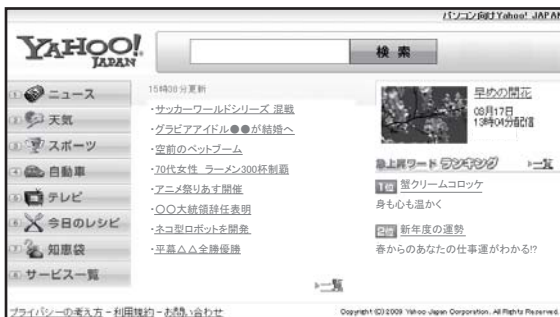 パソコン向けYahoo! JAPAN
YAHOO!
JAPAN
検索
ニュース
天気
スポーツ
自動車
テレビ
今日のレシピ
知恵袋
サービス一覧
15時30分更新
・サッカーワールドシリーズ 混戦
・グラビアアイドル●●が結婚へ
・空前のペットブーム
・70代女性 ラーメン300杯制覇
・アニメ祭りあす開催
・〇〇大統領辞任表明
・ネコ型ロボットを開発
・平幕△△全勝優勝
一覧
早めの開花
03月17日
13時04分配信
急上昇ワード ランキング
一覧
1位 蟹クリームコロッケ
身も心も温かく
2位 新年度の運勢
春からのあなたの仕事運がわかる!?
プライバシーの考え方 - 利用規約 - お問い合わせ
Copyright (C) 2009 Yahoo Japan Corporation. All Rights Reserved.